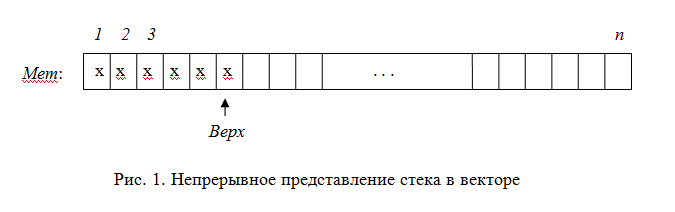 1 2 3 n
Мет: x x x x x x ...
Верх
Рис. 1. Непрерывное представление стека в векторе